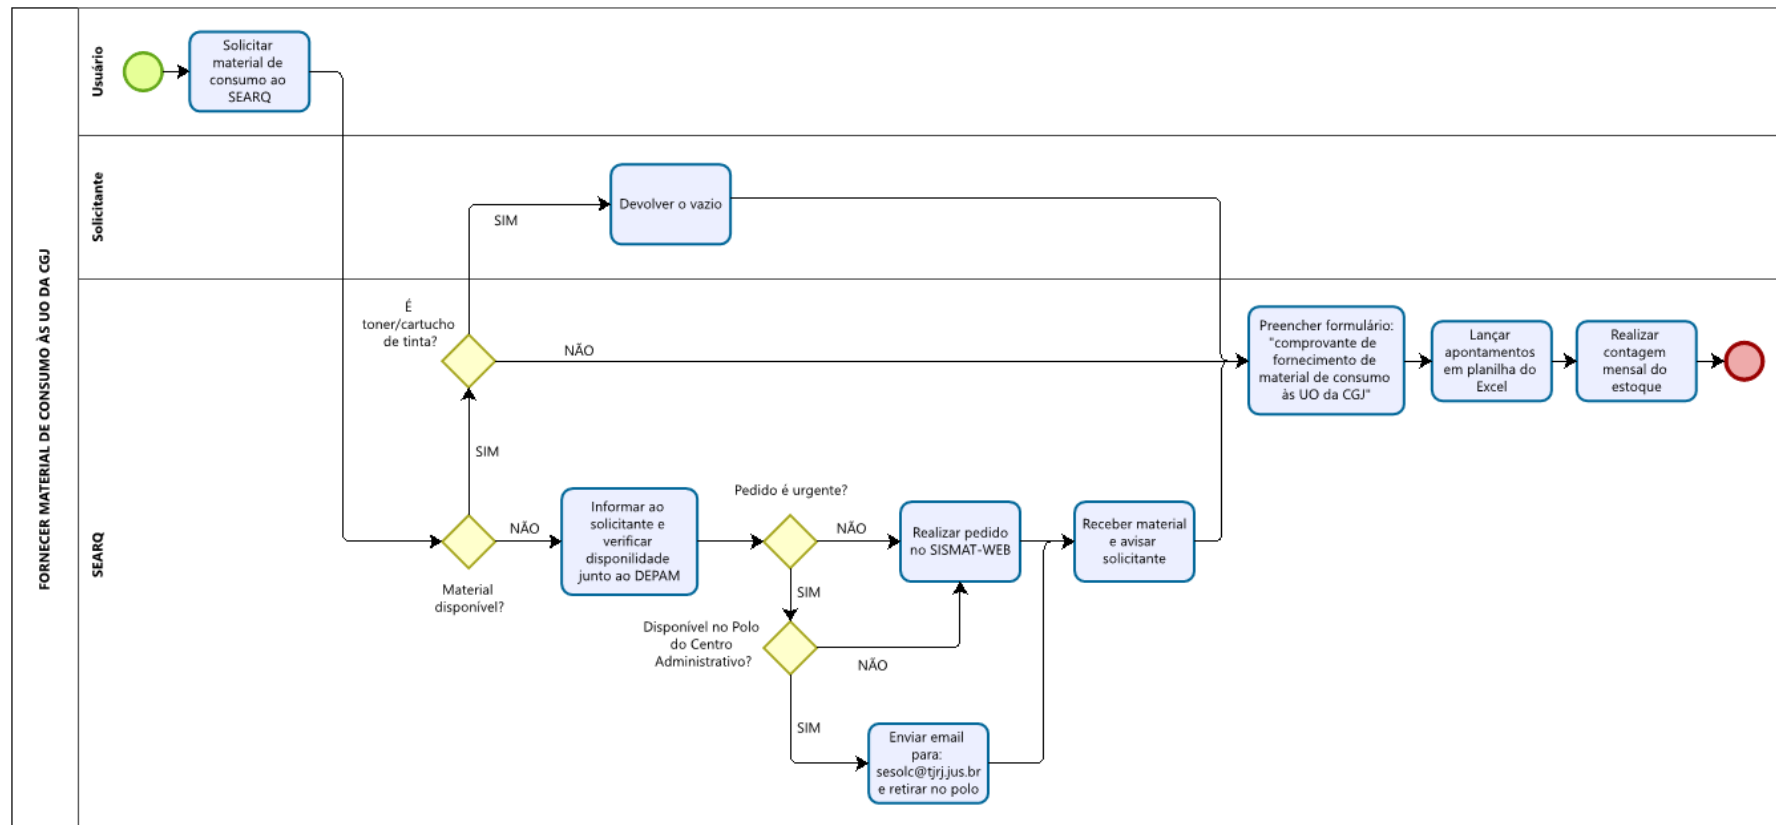 FORNECER MATERIAL DE CONSUMO ÀS UO DA CGJ
Usuário
Solicitar
material de
consumo ao
SEARQ
Solicitante
Devolver o vazio
SIM
SEARQ
É
toner/cartucho
de tinta?
NÃO
SIM
Preencher formulário:
"comprovante de
fornecimento de
material de consumo
às UO da CGJ"
Lançar
apontamentos
em planilha do
Excel
Realizar
contagem
mensal do
estoque
Material
disponível?
NÃO
Informar ao
solicitante e
verificar
disponilidade
junto ao DEPAM
Pedido é urgente?
NÃO
SIM
Realizar pedido
no SISMAT-WEB
Receber material
e avisar
solicitante
Disponível no Polo
do Centro
Administrativo?
NÃO
SIM
Enviar email
para:
sesolc@tjrj.jus.br
e retirar no polo